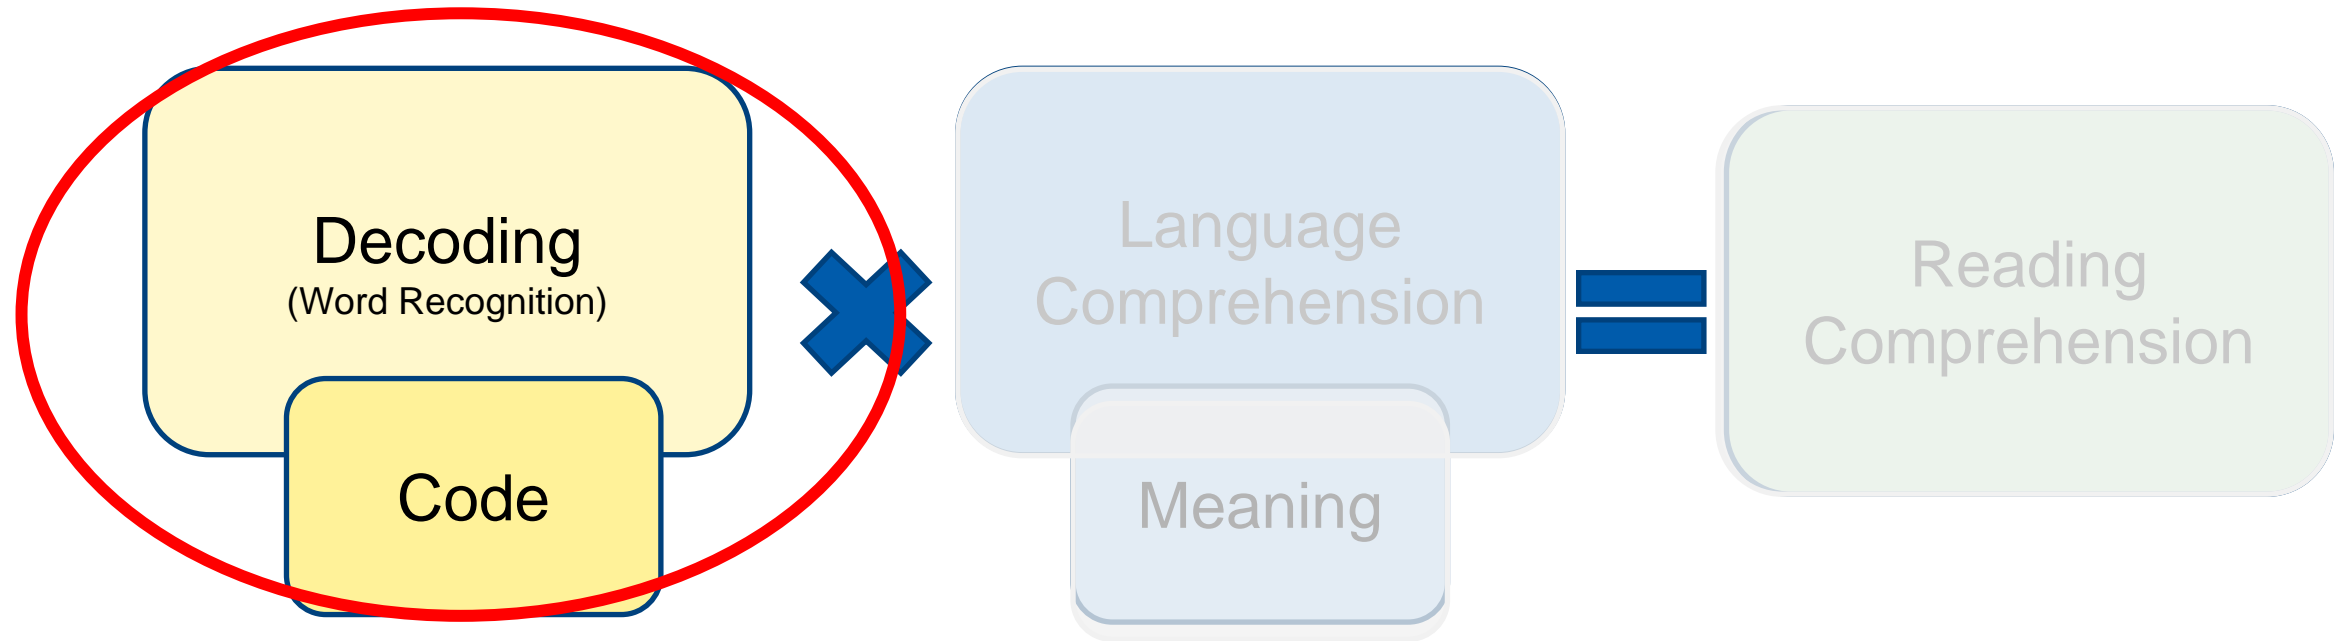 Decoding
(Word Recognition)
Code
Language
Comprehension
Meaning
Reading
Comprehension